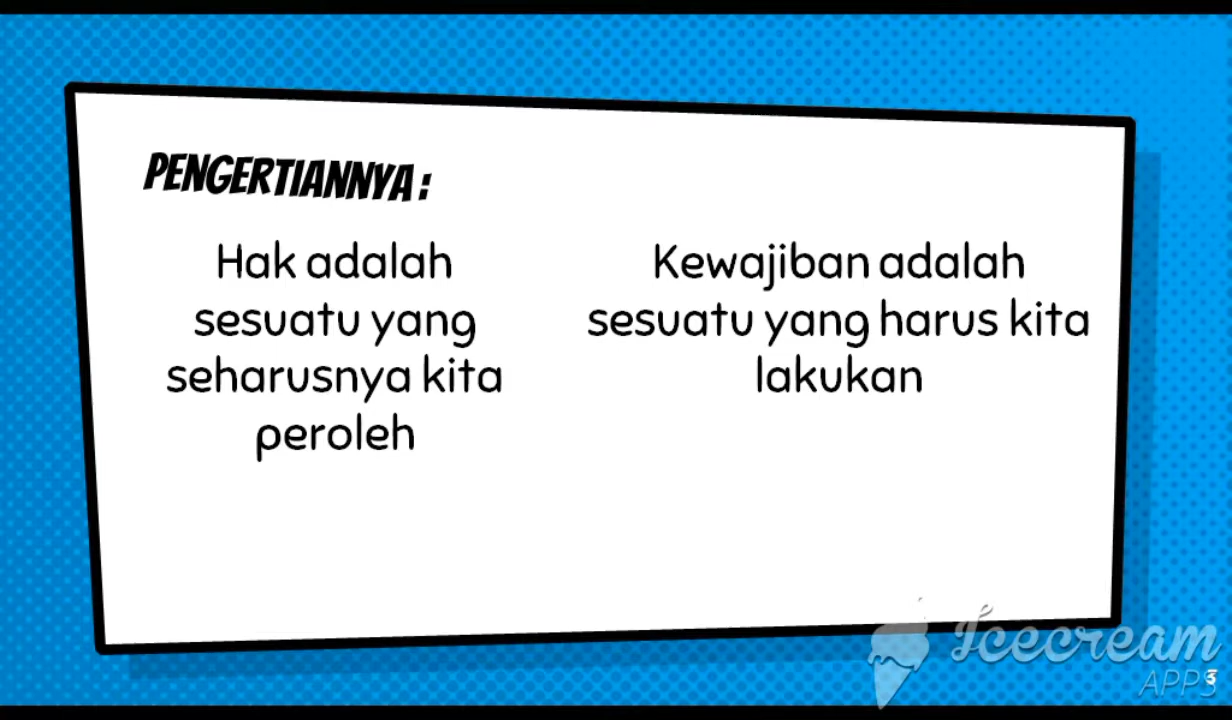 PENGERTIANNYA :
Hak adalah
sesuatu yang
seharusnya kita
peroleh
Kewajiban adalah
sesuatu yang harus kita
lakukan
Icecream
APPS
3